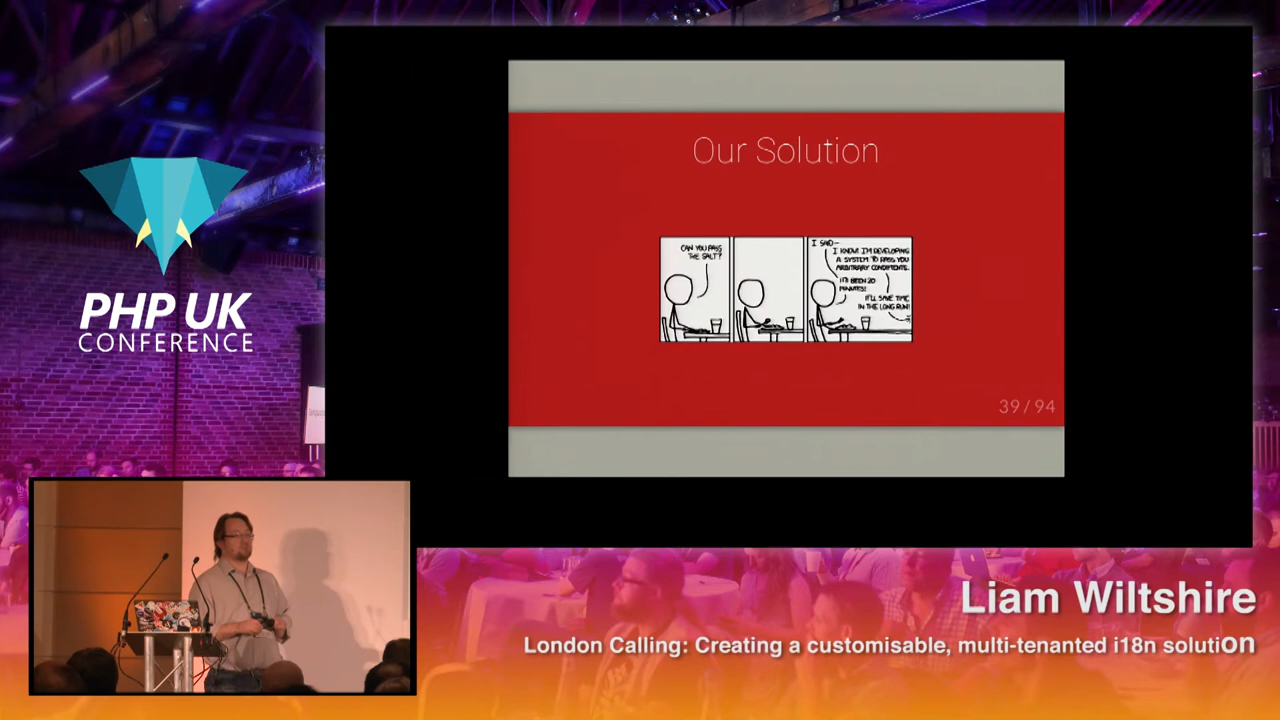 PHP UK
CONFERENCE
Our Solution
CAN YOU PASS
THE SALT?
I SAID-
I KNOW! I'M DEVELOPING
A SYSTEM TO PASS YOU
ARBITRARY CONDIMENTS.
IT'S BEEN 20
MINUTES!
IT'LL SAVE TIME
IN THE LONG RUN!
39 / 94
Liam Wiltshire
London Calling: Creating a customisable, multi-tenanted i18n solution